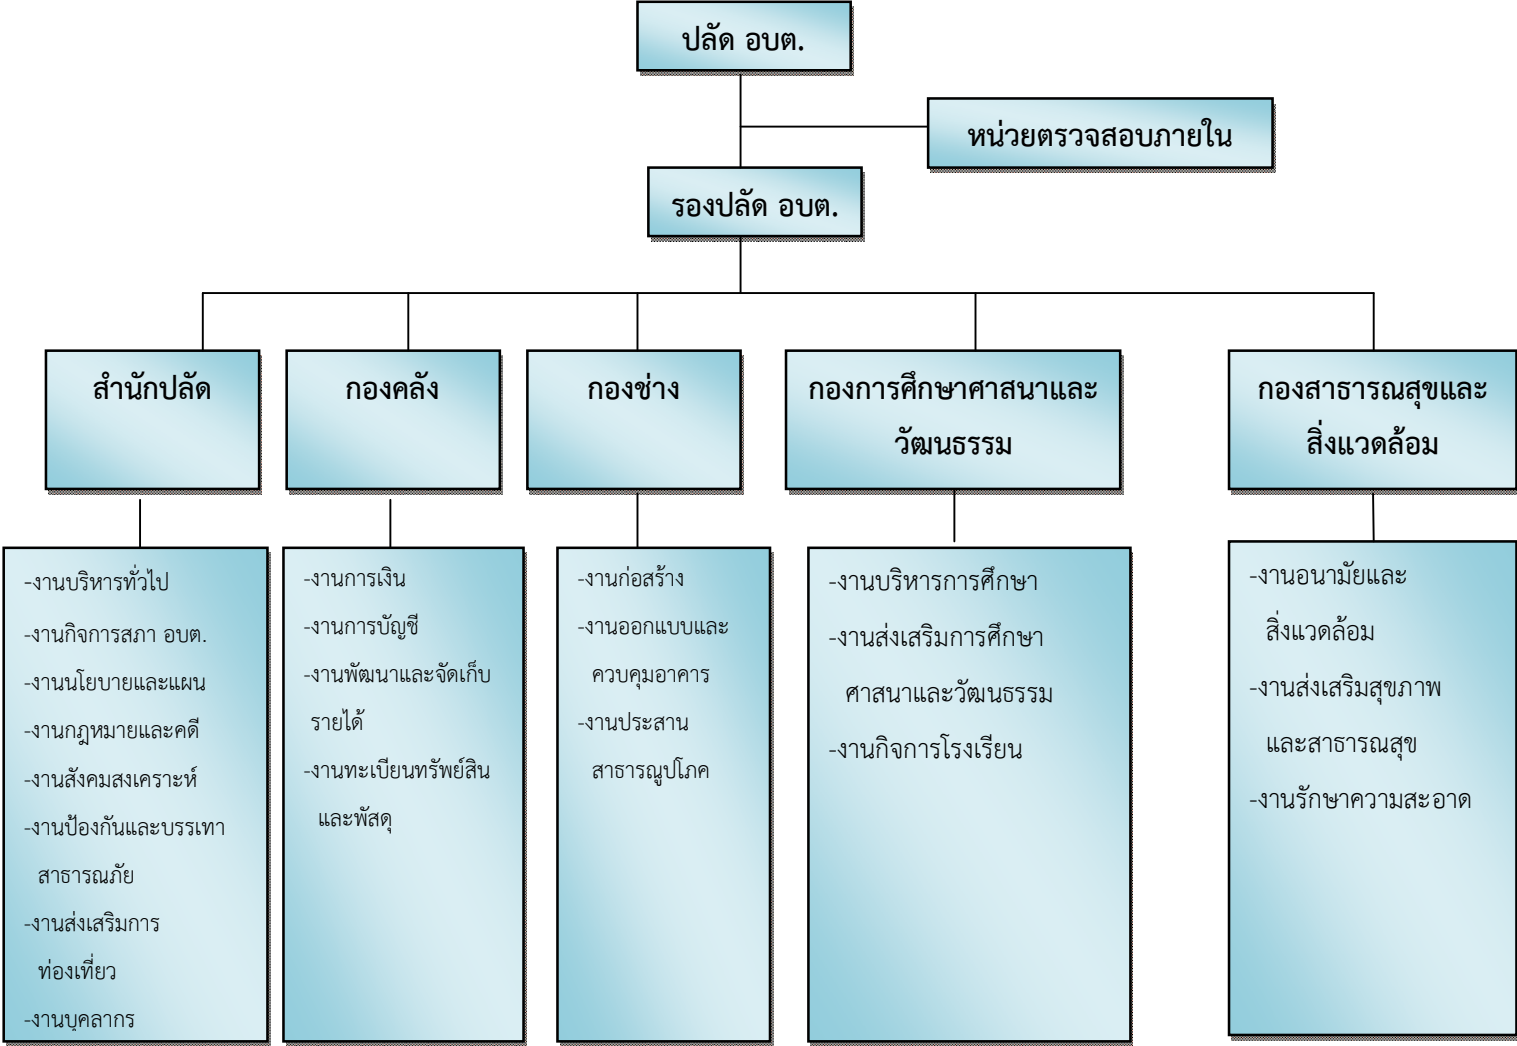 ปลัด อบต.
หน่วยตรวจสอบภายใน
รองปลัด อบต.
สำนักปลัด
กองคลัง
กองช่าง
กองการศึกษาศาสนาและ
วัฒนธรรม
กองสาธารณสุขและ
สิ่งแวดล้อม
-งานบริหารทั่วไป
-งานกิจการสภา อบต.
-งานนโยบายและแผน
-งานกฎหมายและคดี
-งานสังคมสงเคราะห์
-งานป้องกันและบรรเทา
สาธารณภัย
-งานส่งเสริมการ
ท่องเที่ยว
-งานบุคลากร
-งานการเงิน
-งานการบัญชี
-งานพัฒนาและจัดเก็บ
รายได้
-งานทะเบียนทรัพย์สิน
และพัสดุ
-งานก่อสร้าง
-งานออกแบบและ
ควบคุมอาคาร
-งานประสาน
สาธารณูปโภค
-งานบริหารการศึกษา
-งานส่งเสริมการศึกษา
ศาสนาและวัฒนธรรม
-งานกิจการโรงเรียน
-งานอนามัยและ
สิ่งแวดล้อม
-งานส่งเสริมสุขภาพ
และสาธารณสุข
-งานรักษาความสะอาด